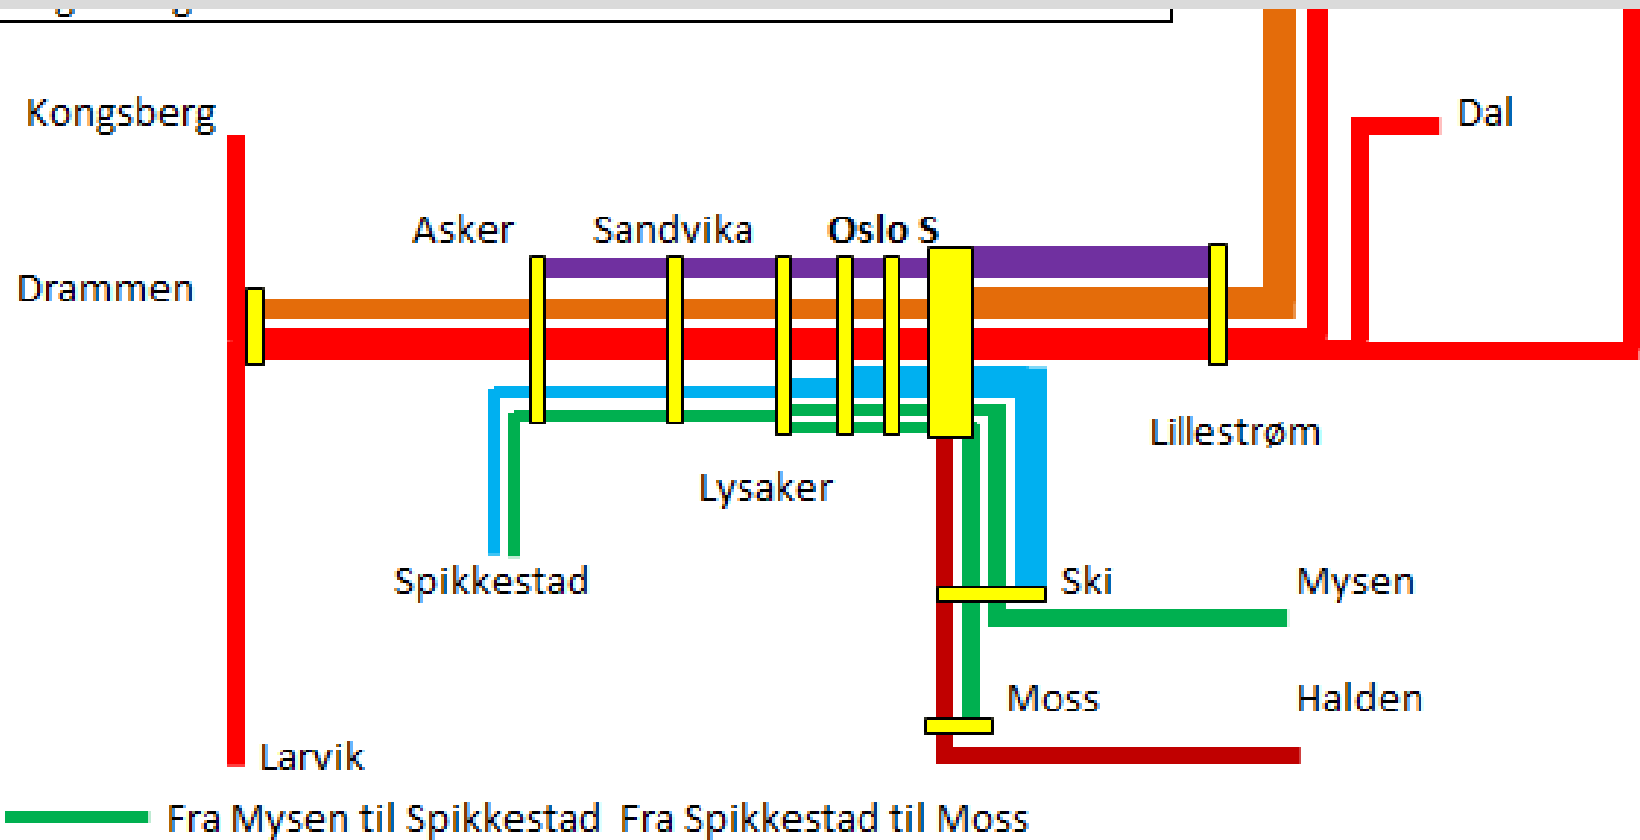 Kongsberg
Dal
Asker
Sandvika
Oslo S
Drammen
Lillestrøm
Lysaker
Spikkestad
Ski
Mysen
Moss
Halden
Larvik
Fra Mysen til Spikkestad Fra Spikkestad til Moss